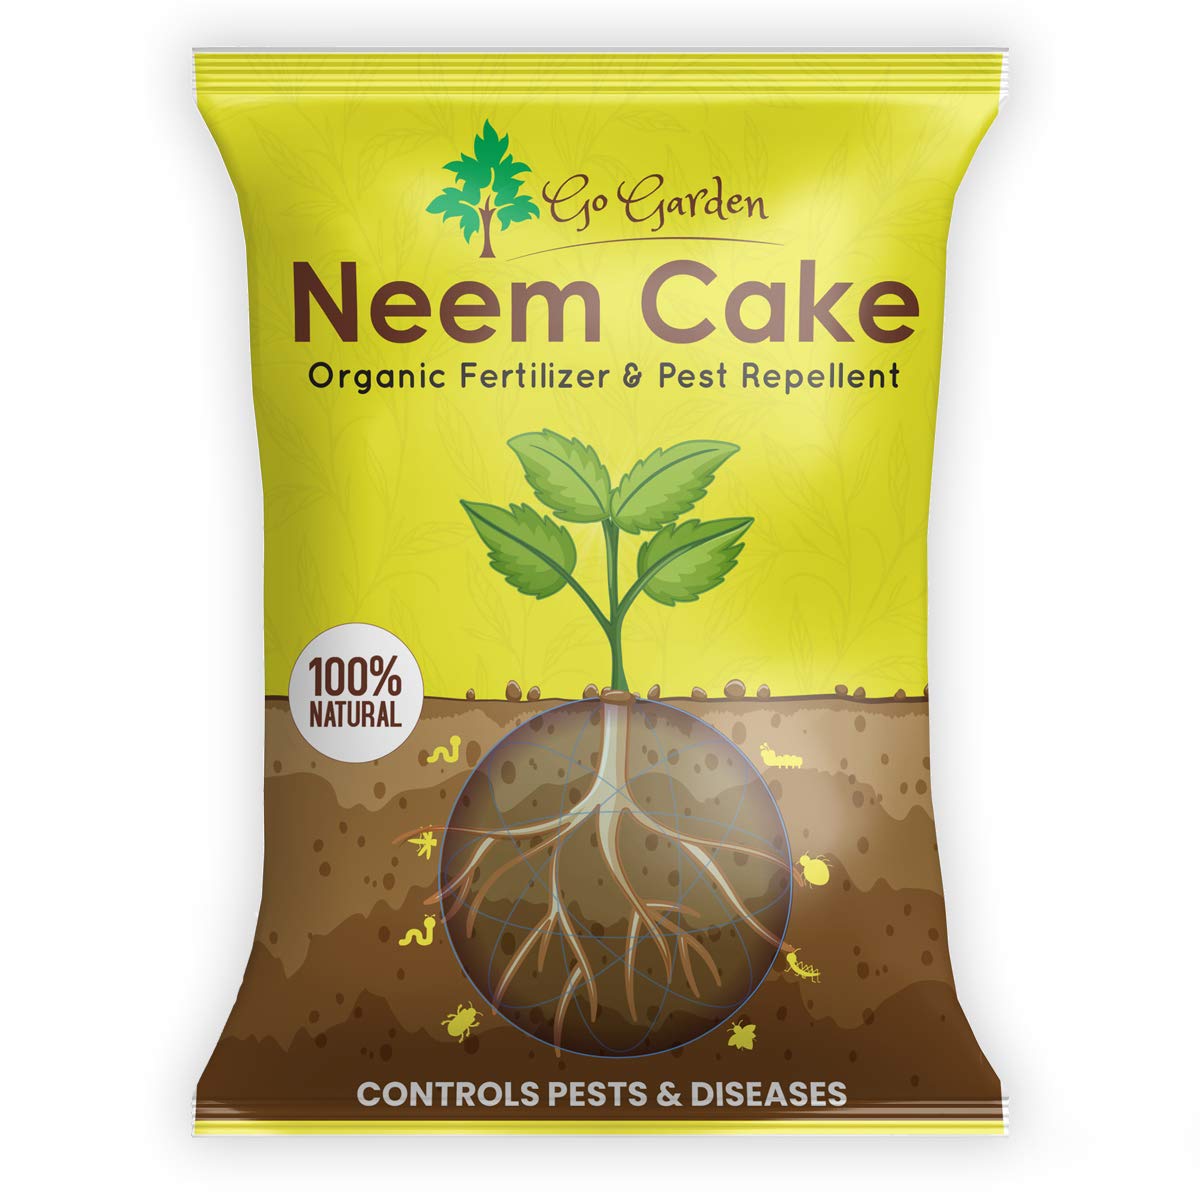 Go Garden
Neem Cake
Organic Fertilizer & Pest Repellent
100%
NATURAL
CONTROLS PESTS & DISEASES